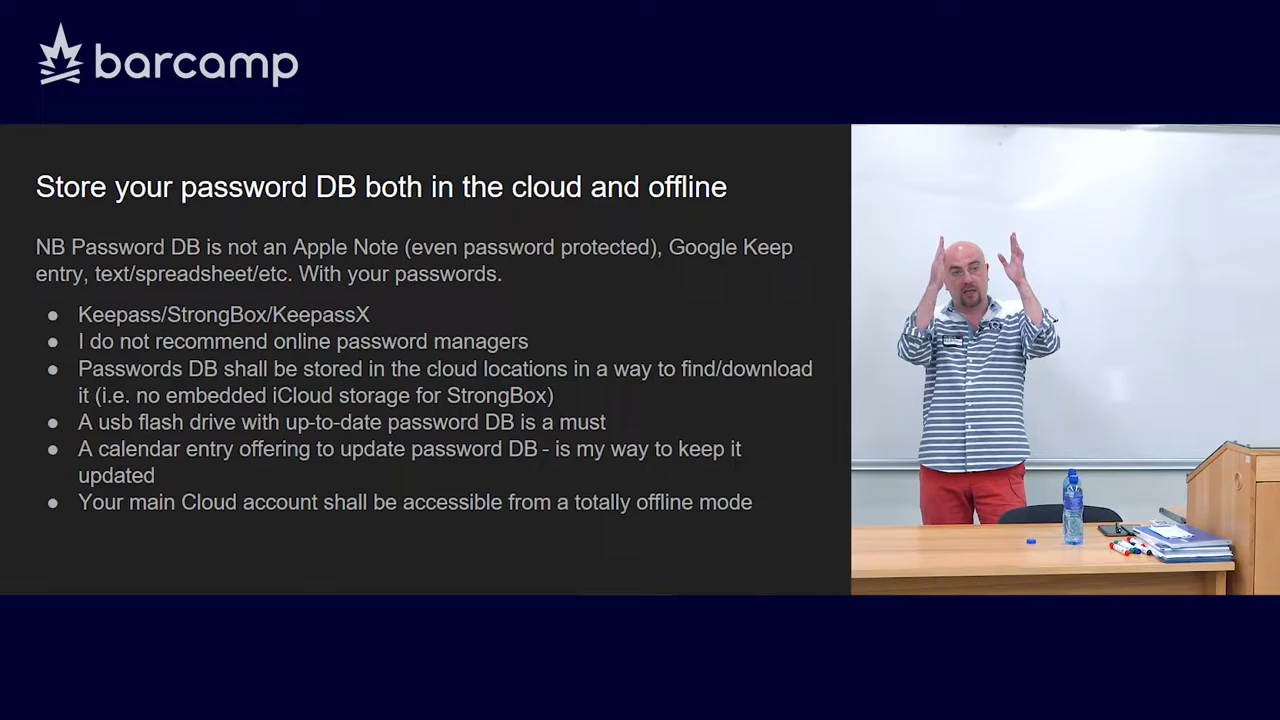 barcamp
Store your password DB both in the cloud and offline
NB Password DB is not an Apple Note (even password protected), Google Keep
entry, text/spreadsheet/etc. With your passwords.
● Keepass/StrongBox/KeepassX
● I do not recommend online password managers
● Passwords DB shall be stored in the cloud locations in a way to find/download
it (i.e. no embedded iCloud storage for StrongBox)
● A usb flash drive with up-to-date password DB is a must
● A calendar entry offering to update password DB - is my way to keep it
updated
● Your main Cloud account shall be accessible from a totally offline mode